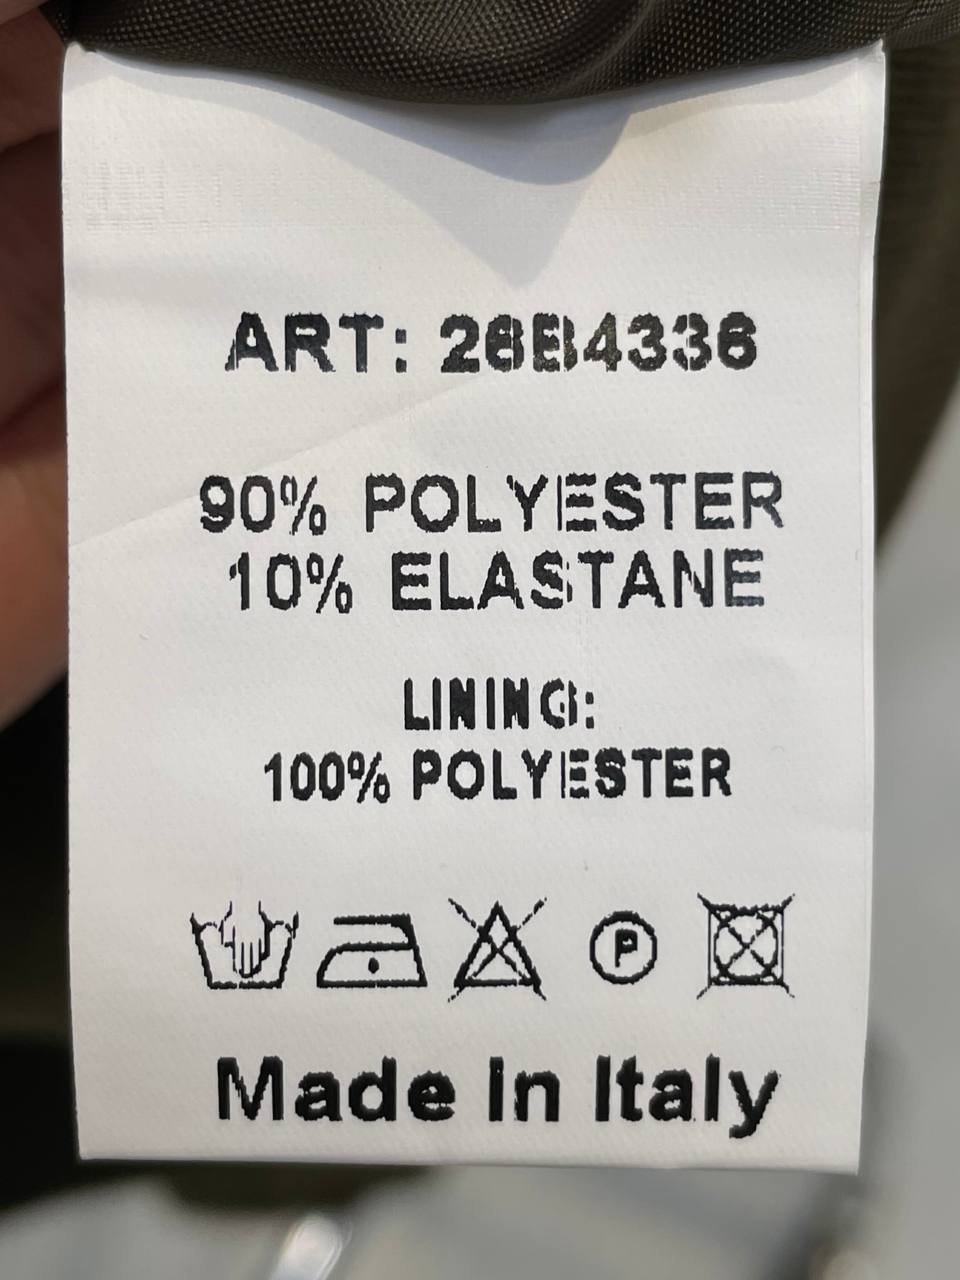 ART: 26B4336
90% POLYESTER
10% ELASTANE
LINING:
100% POLYESTER
P
Made In Italy